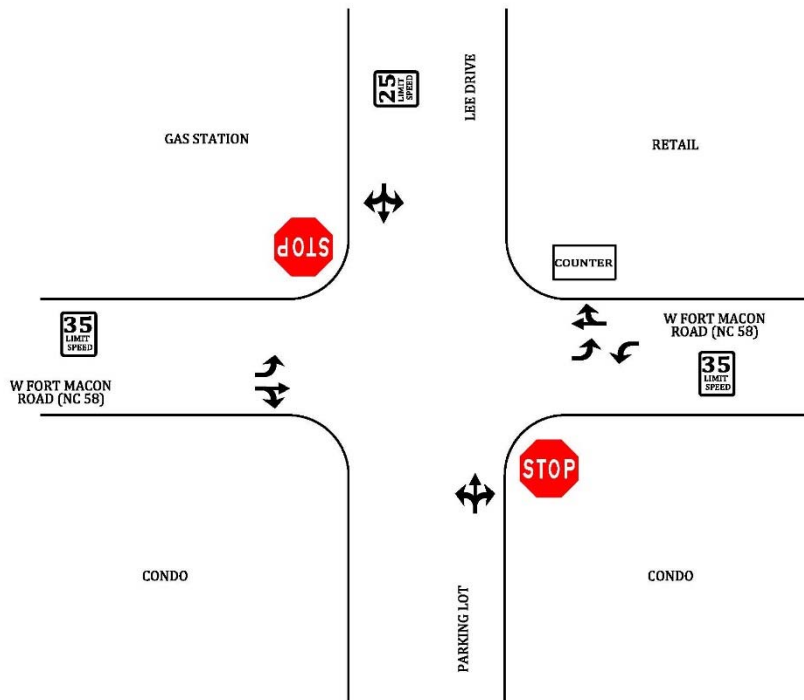 25
LIMIT
SPEED
LEE DRIVE
GAS STATION
RETAIL
STOP
COUNTER
35
LIMIT
SPEED
W FORT MACON
ROAD (NC 58)
W FORT MACON
ROAD (NC 58)
35
LIMIT
SPEED
STOP
CONDO
CONDO
PARKING LOT